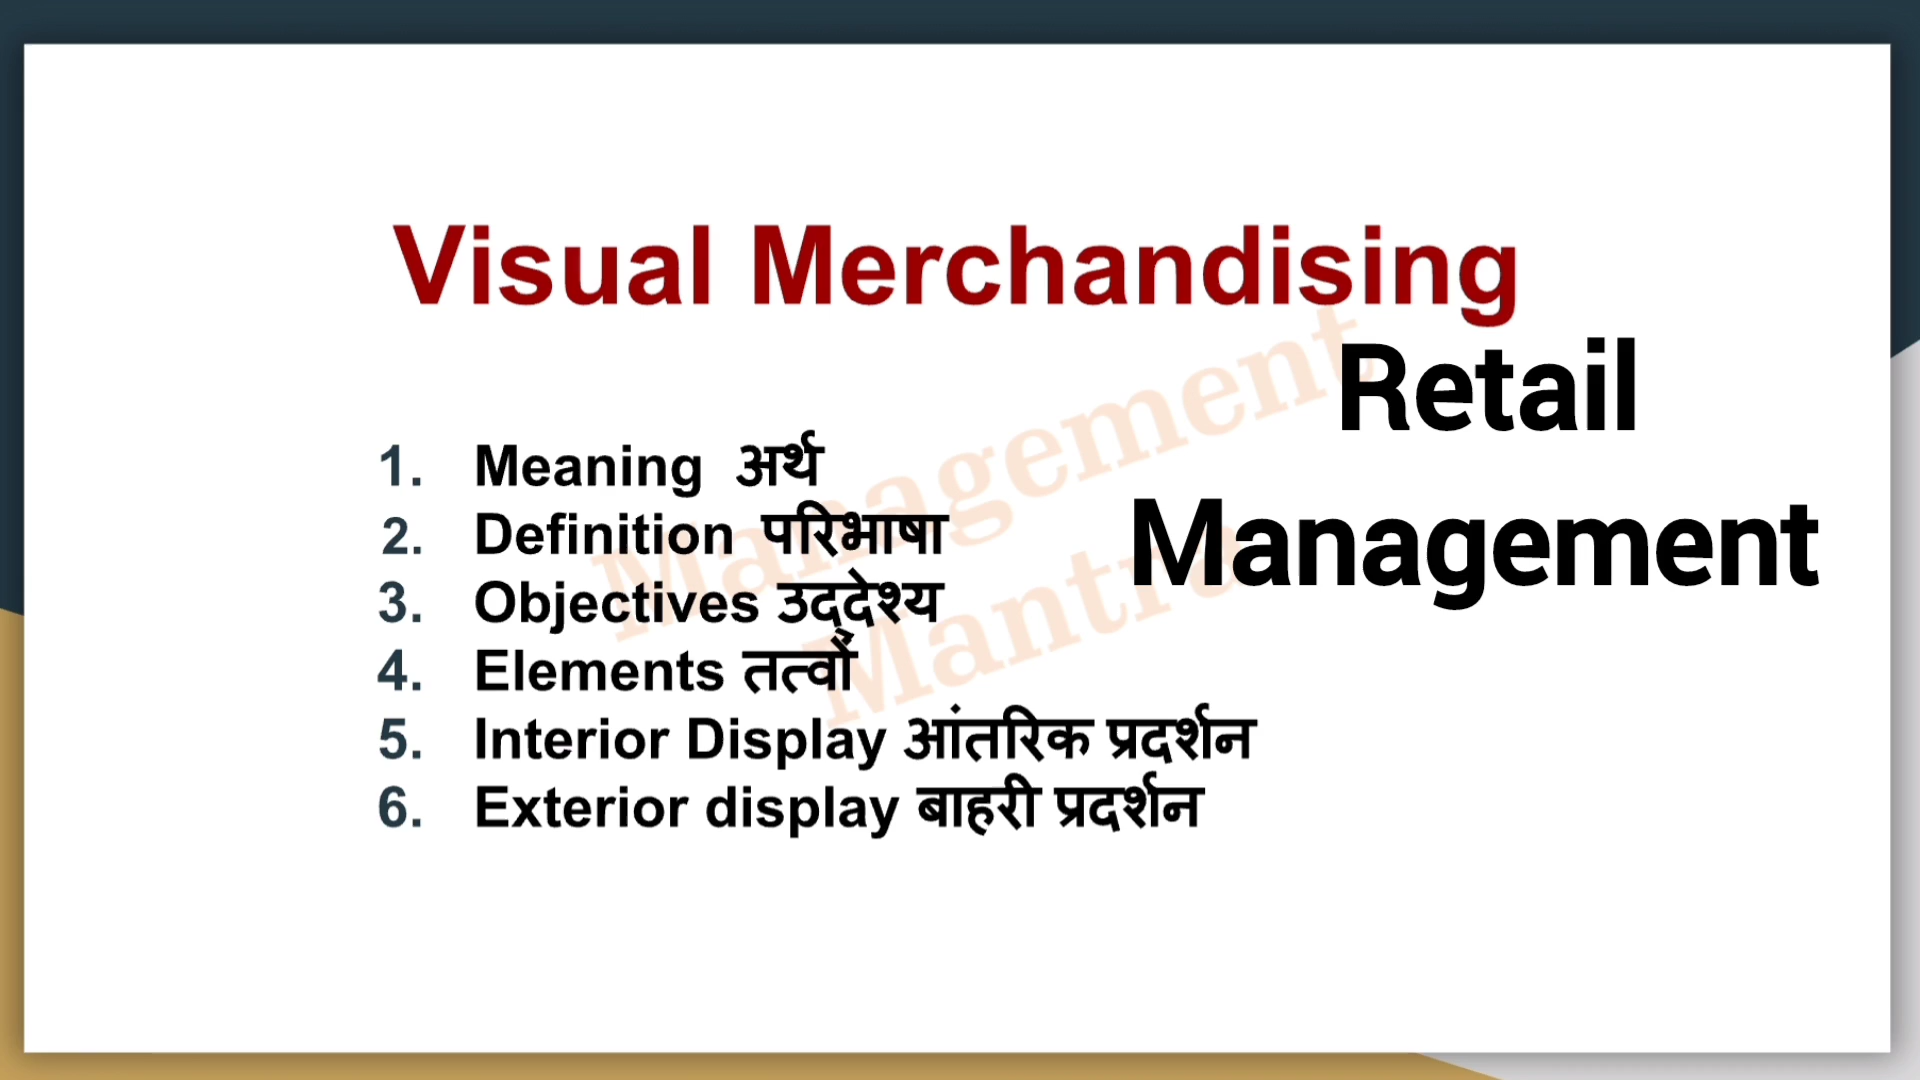 Visual Merchandising
Retail
Management
1. Meaning अर्थ
2. Definition परिभाषा
3. Objectives उद्देश्य
4. Elements तत्वों
5. Interior Display आंतरिक प्रदर्शन
6. Exterior display बाहरी प्रदर्शन
Management
Mantra